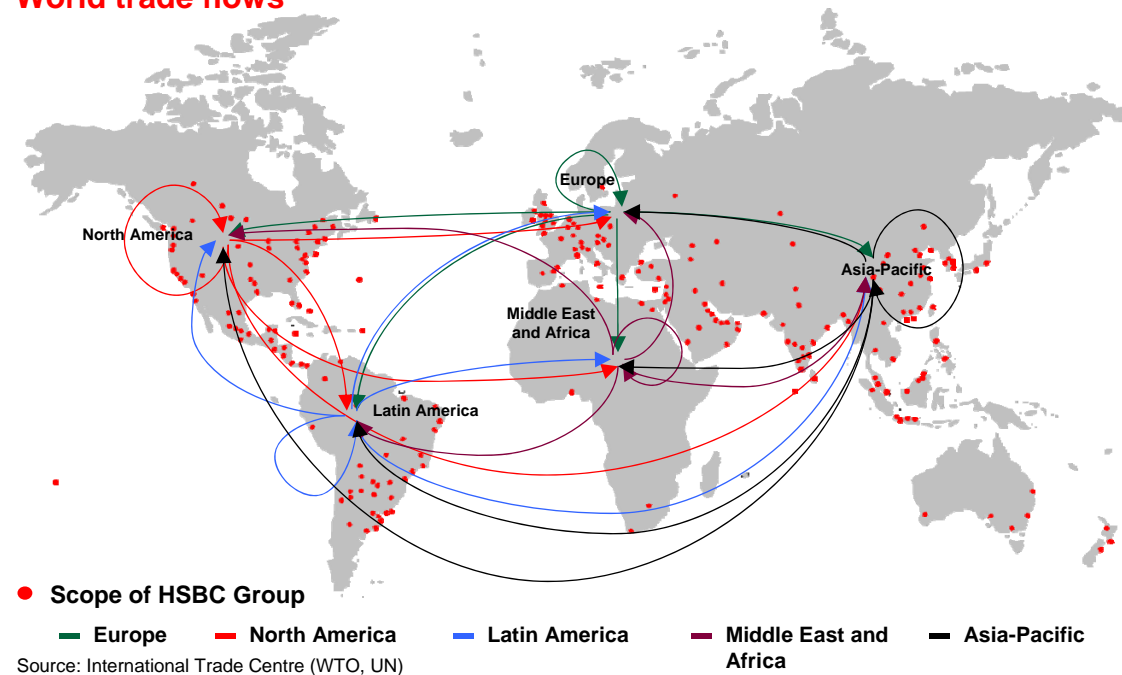 World trade flows
Europe
North America
Asia-Pacific
Middle East
and Africa
Latin America
Scope of HSBC Group
Europe
North America
Latin America
Middle East and
Africa
Asia-Pacific
Source: International Trade Centre (WTO, UN)